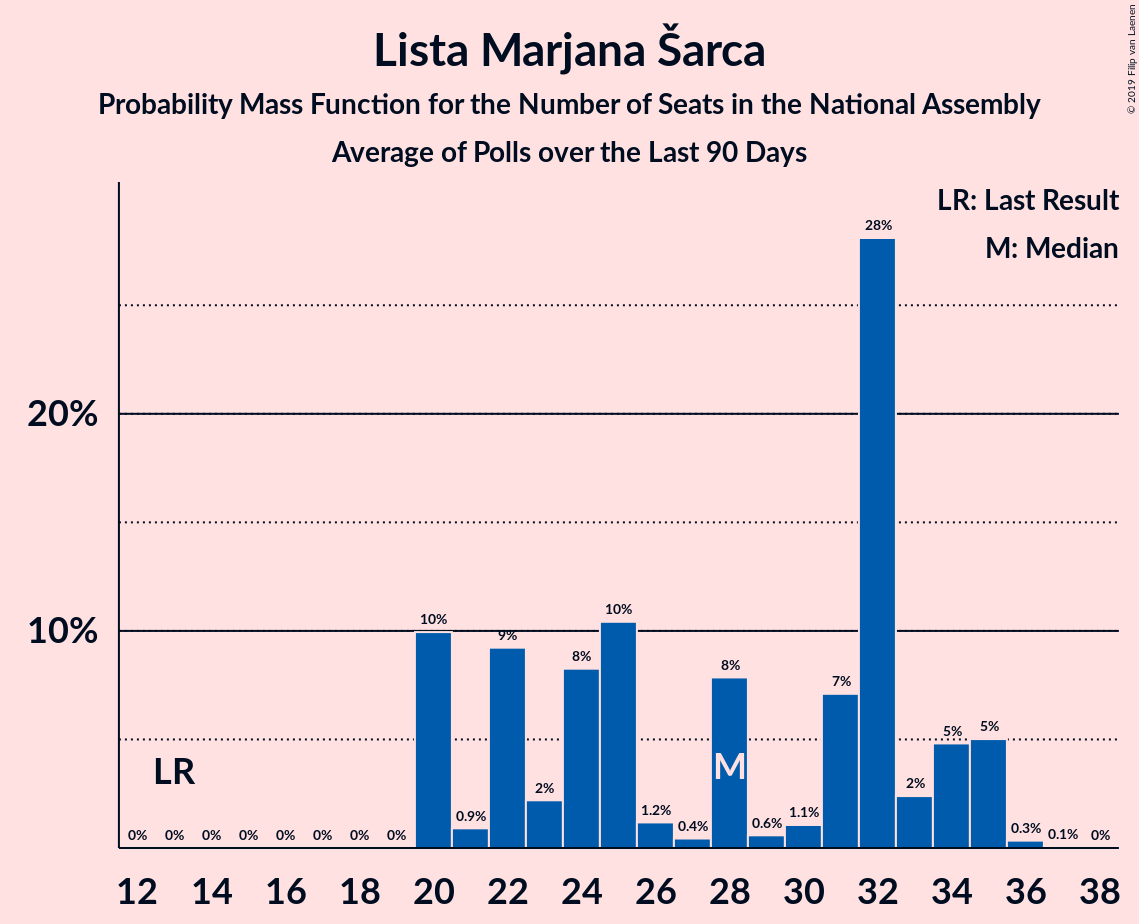 Lista Marjana Šarca
Probability Mass Function for the Number of Seats in the National Assembly
Average of Polls over the Last 90 Days
© 2019 Filip van Laenen
LR: Last Result
M: Median
28%
20%
10%
10%
10%
9%
8%
8%
7%
5%
5%
2%
2%
0.9%
1.2%
0.4%
0.6%
1.1%
0.3%
0.1%
0%
0% 0% 0% 0% 0% 0% 0% 0%
LR
M
12 14 16 18 20 22 24 26 28 30 32 34 36 38